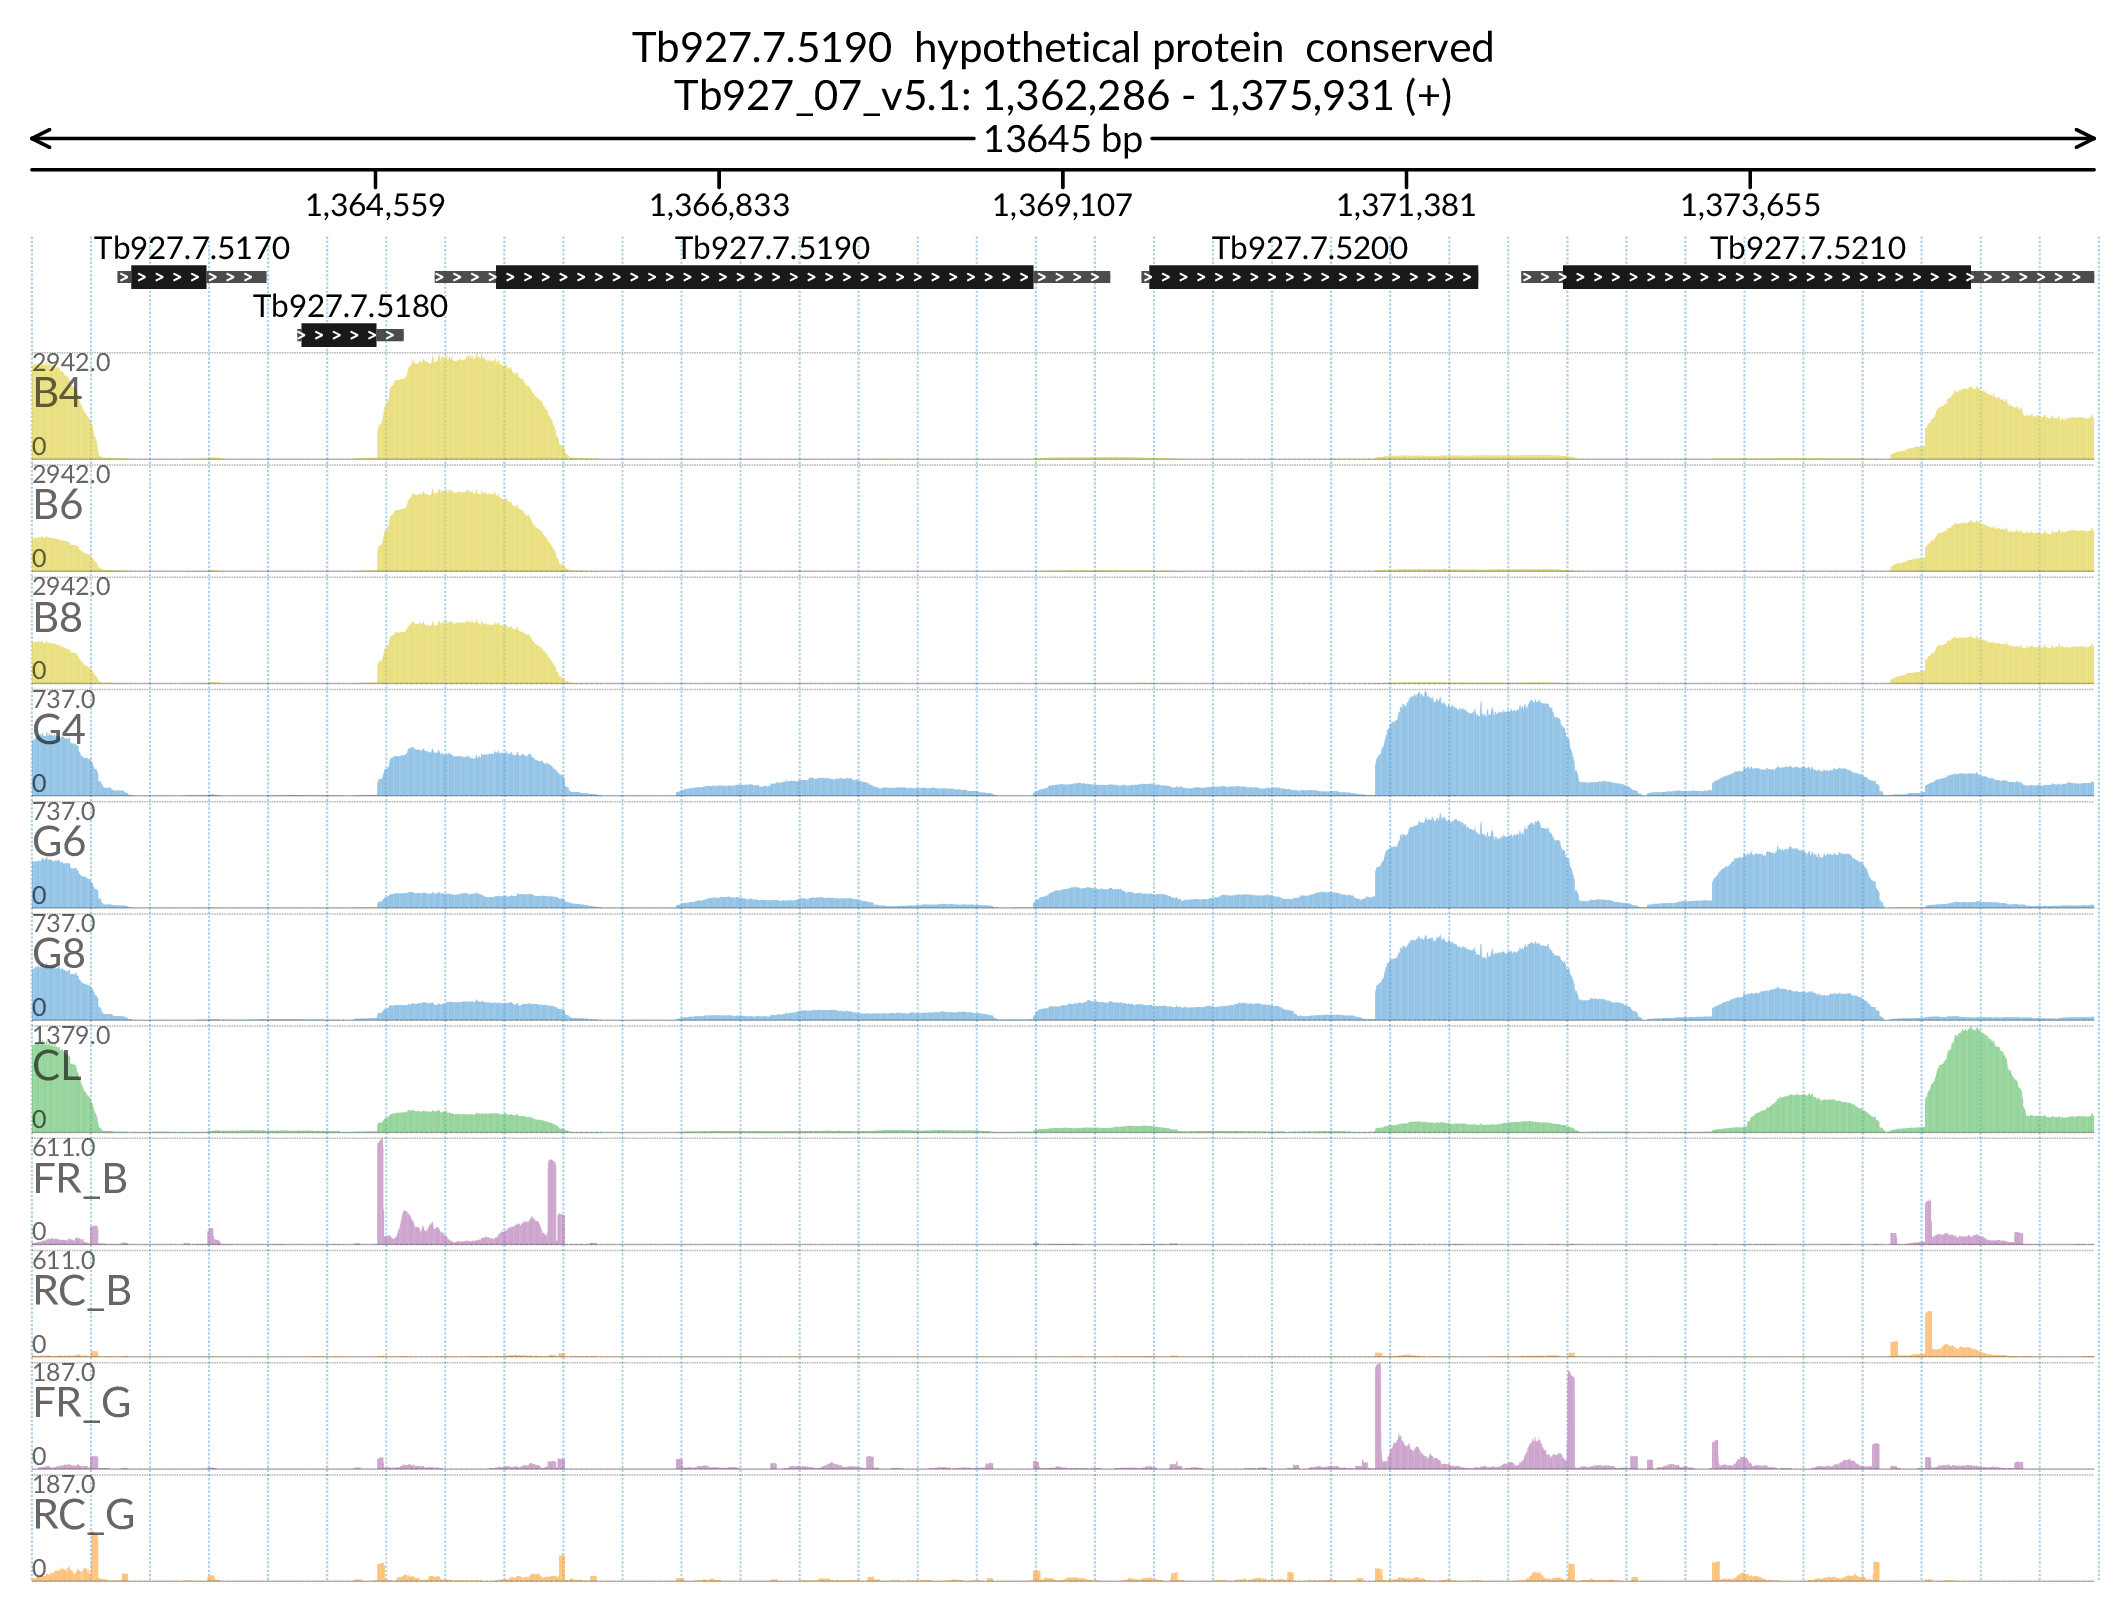 Tb927.7.5190 hypothetical protein conserved
Tb927_07_v5.1: 1,362,286 - 1,375,931 (+)
13645 bp
1,364,559 1,366,833 1,369,107 1,371,381 1,373,655
Tb927.7.5170 Tb927.7.5190 Tb927.7.5200 Tb927.7.5210
Tb927.7.5180
2942.0
B4
0
2942.0
B6
0
2942.0
B8
0
737.0
G4
0
737.0
G6
0
737.0
G8
0
1379.0
CL
0
611.0
FR_B
0
611.0
RC_B
0
187.0
FR_G
0
187.0
RC_G
0